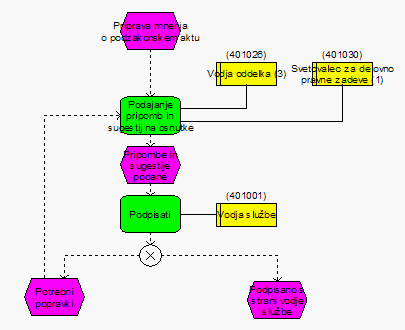 Priprava mnenja
o podzakonskem aktu
(401026)
Vodja oddelka (3)
(401030)
Svetovalec za delovno
pravne zadeve (1)
Podajanje
pripomb in
sugestij na osnutke
Pripombe in
sugestije
podane
(401001)
Podpisati
Vodja službe
Potrebni
popravki
Podpisano s
strani vodje
službe